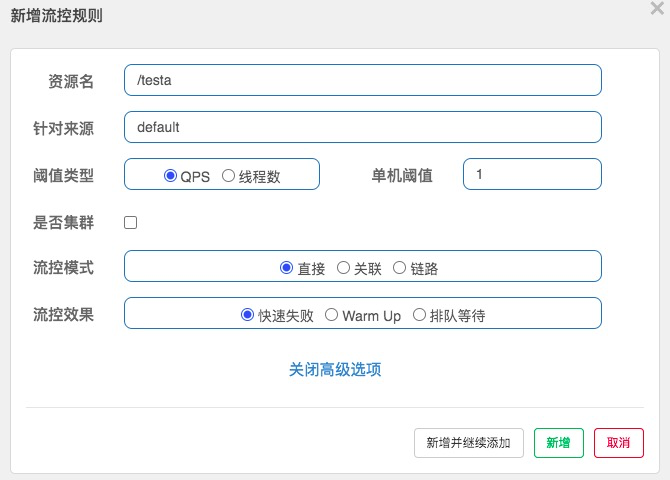 新增流控规则
资源名 /testa
针对来源 default
阈值类型 QPS 线程数 单机阈值 1
是否集群
流控模式 直接 关联 链路
流控效果 快速失败 Warm Up 排队等待
关闭高级选项
新增并继续添加 新增 取消